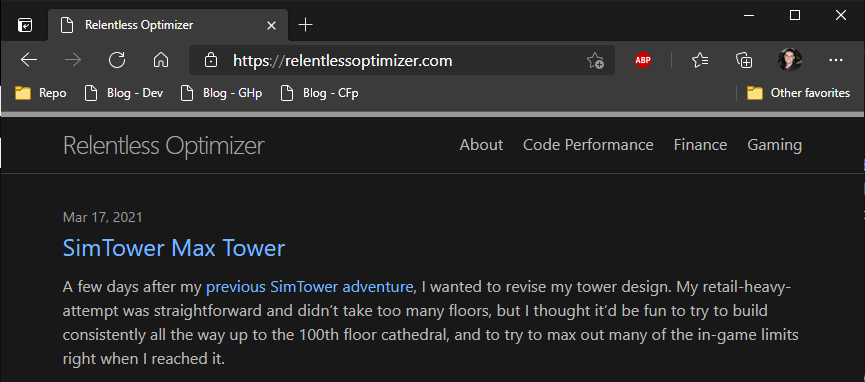 Relentless Optimizer
https://relentlessoptimizer.com
ABP
Repo Blog - Dev Blog - GHp Blog - CFp Other favorites
Relentless Optimizer About Code Performance Finance Gaming
Mar 17, 2021
SimTower Max Tower
A few days after my previous SimTower adventure, I wanted to revise my tower design. My retail-heavy-
attempt was straightforward and didn’t take too many floors, but I thought it’d be fun to try to build
consistently all the way up to the 100th floor cathedral, and to try to max out many of the in-game limits
right when I reached it.